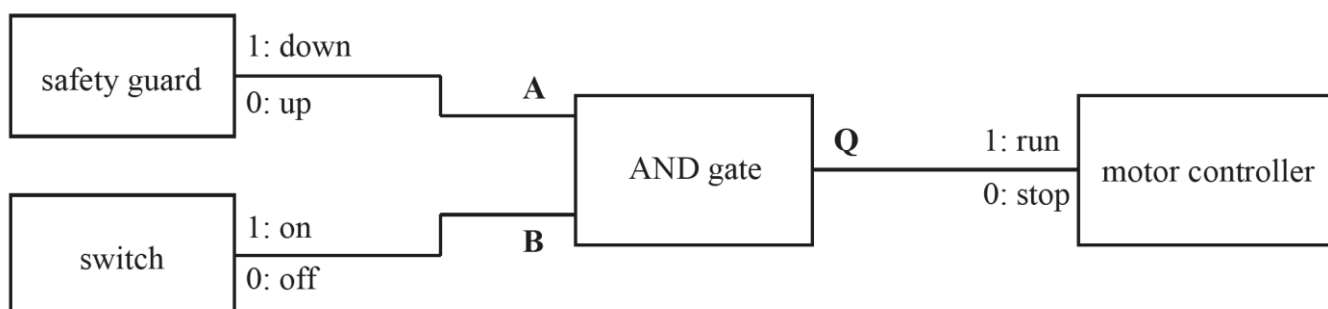 safety guard
1: down
0: up
A
AND gate
Q
1: run
0: stop
motor controller
switch
1: on
0: off
B